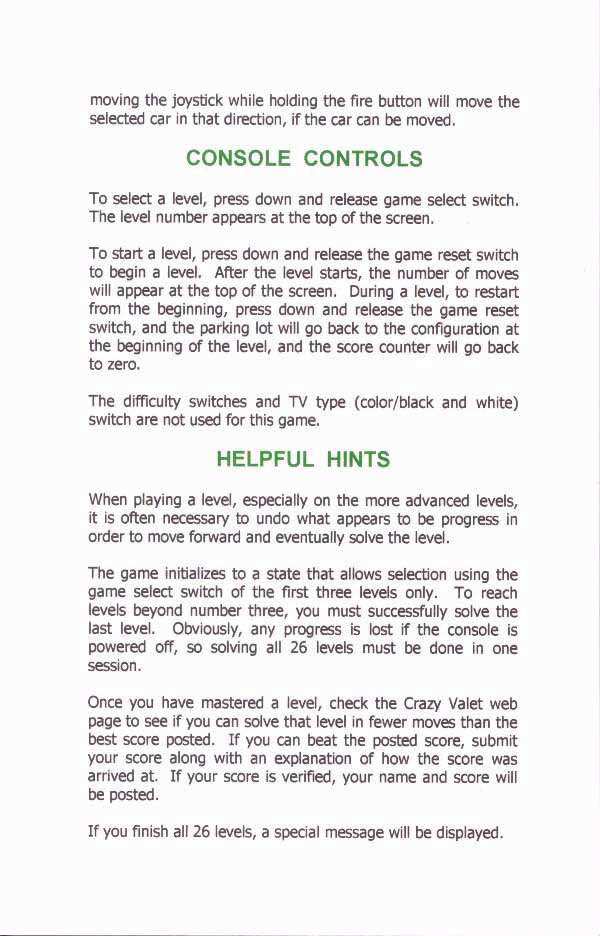 moving the joystick while holding the fire button will move the
selected car in that direction, if the car can be moved.
CONSOLE CONTROLS
To select a level, press down and release game select switch.
The level number appears at the top of the screen.
To start a level, press down and release the game reset switch
to begin a level. After the level starts, the number of moves
will appear at the top of the screen. During a level, to restart
from the beginning, press down and release the game reset
switch, and the parking lot will go back to the configuration at
the beginning of the level, and the score counter will go back
to zero.
The difficulty switches and TV type (color/black and white)
switch are not used for this game.
HELPFUL HINTS
When playing a level, especially on the more advanced levels,
it is often necessary to undo what appears to be progress in
order to move forward and eventually solve the level.
The game initializes to a state that allows selection using the
game select switch of the first three levels only. To reach
levels beyond number three, you must successfully solve the
last level. Obviously, any progress is lost if the console is
powered off, so solving all 26 levels must be done in one
session.
Once you have mastered a level, check the Crazy Valet web
page to see if you can solve that level in fewer moves than the
best score posted. If you can beat the posted score, submit
your score along with an explanation of how the score was
arrived at. If your score is verified, your name and score will
be posted.
If you finish all 26 levels, a special message will be displayed.